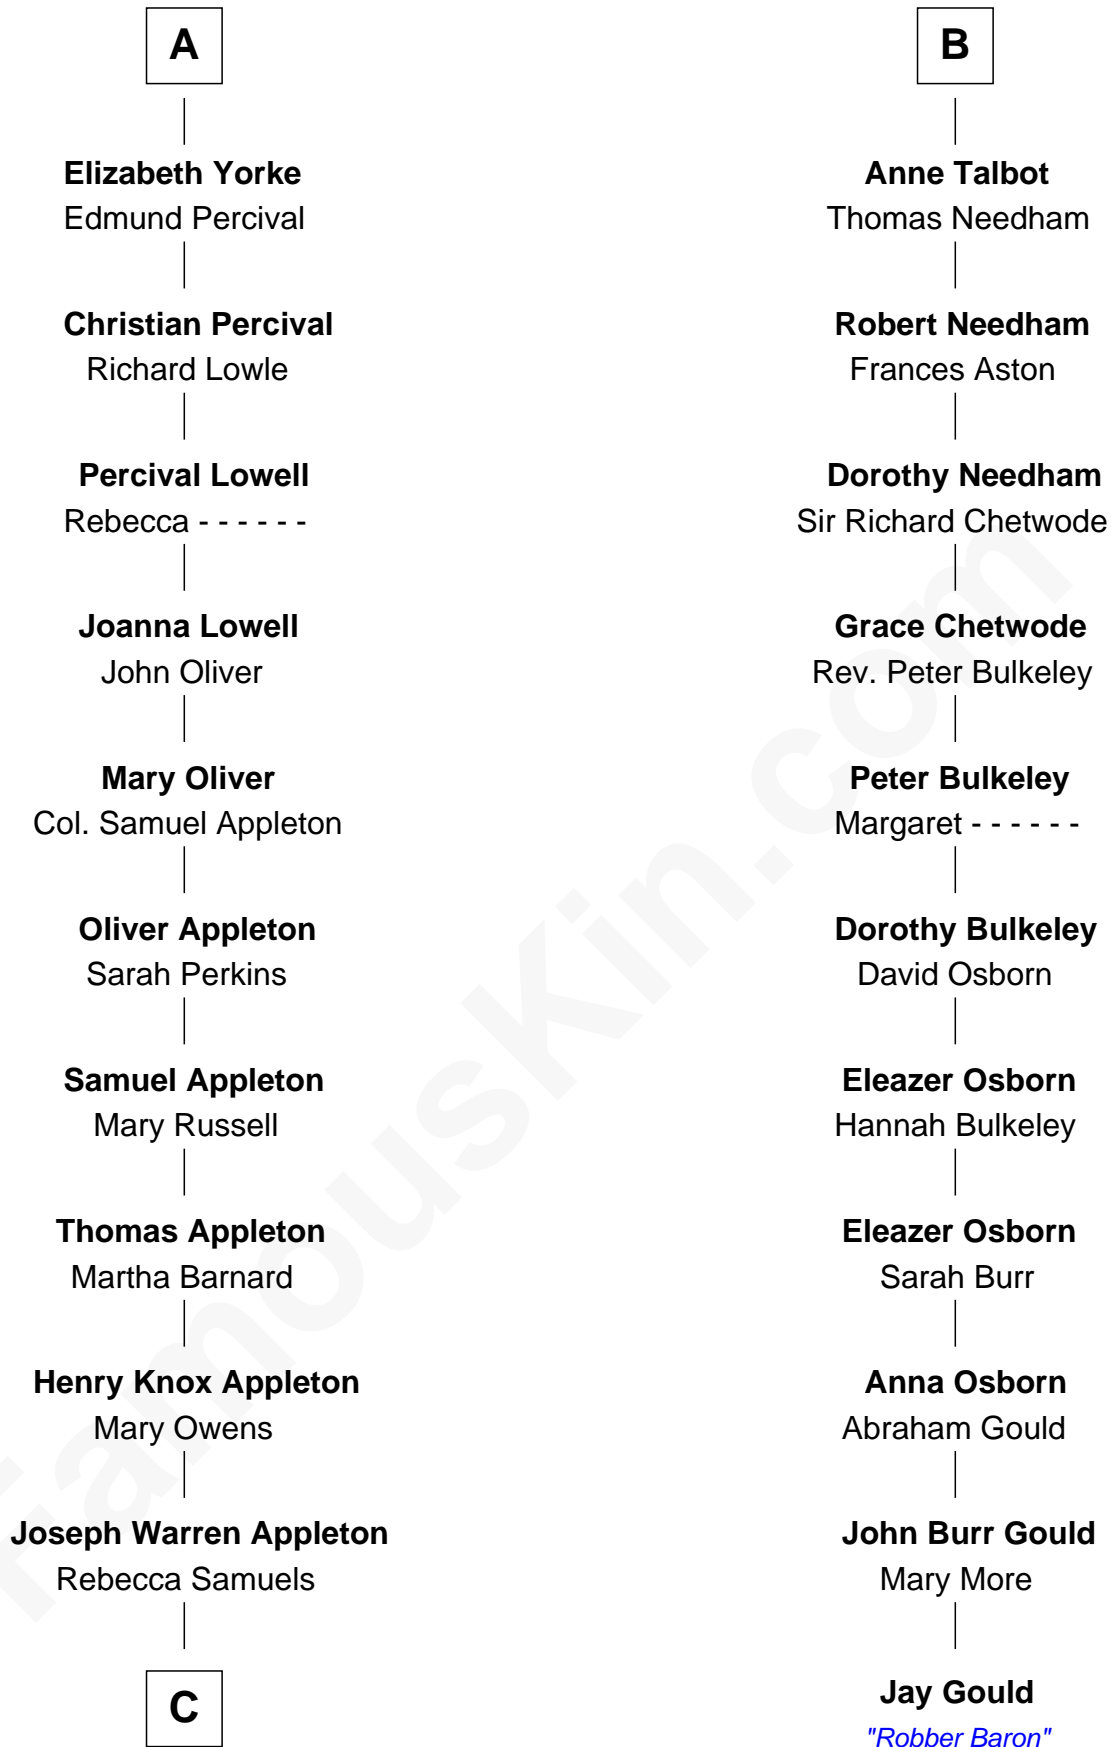 A
Elizabeth Yorke
Edmund Percival
Christian Percival
Richard Lowle
Percival Lowell
Rebecca - - - - - -
Joanna Lowell
John Oliver
Mary Oliver
Col. Samuel Appleton
Oliver Appleton
Sarah Perkins
Samuel Appleton
Mary Russell
Thomas Appleton
Martha Barnard
Henry Knox Appleton
Mary Owens
Joseph Warren Appleton
Rebecca Samuels
C
B
Anne Talbot
Thomas Needham
Robert Needham
Frances Aston
Dorothy Needham
Sir Richard Chetwode
Grace Chetwode
Rev. Peter Bulkeley
Peter Bulkeley
Margaret - - - - - -
Dorothy Bulkeley
David Osborn
Eleazer Osborn
Hannah Bulkeley
Eleazer Osborn
Sarah Burr
Anna Osborn
Abraham Gould
John Burr Gould
Mary More
Jay Gould
"Robber Baron"
FamousKin.com